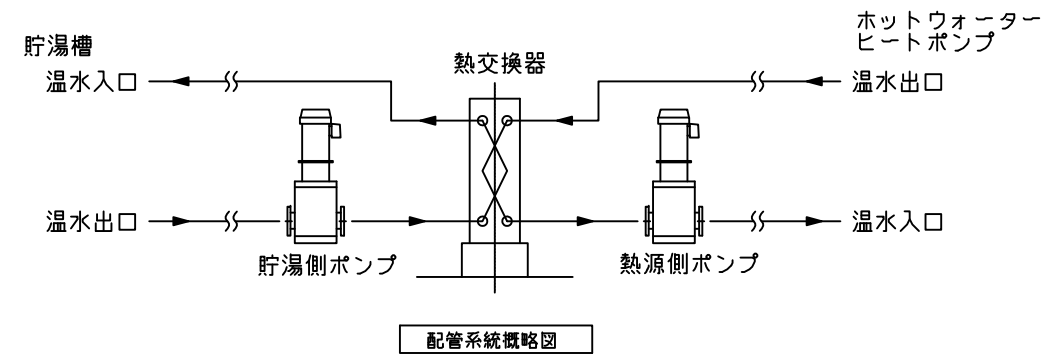 ホットウォーター
ヒートポンプ
貯湯槽
熱交換器
温水入口
温水出口
温水出口
温水入口
貯湯側ポンプ
熱源側ポンプ
配管系統概略図